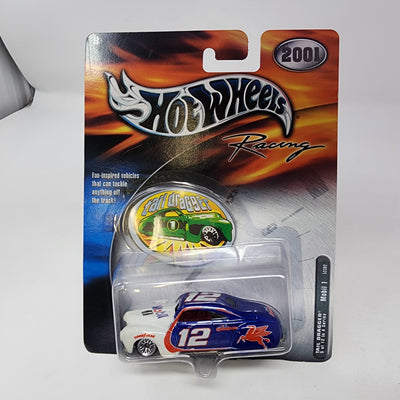 2001
Hot Wheels
Racing
Fan-inspired vehicles
that can tackle
anything off
the track!
Tail Dragger
1
12
12
Mobil 1
TAIL DRAGGER